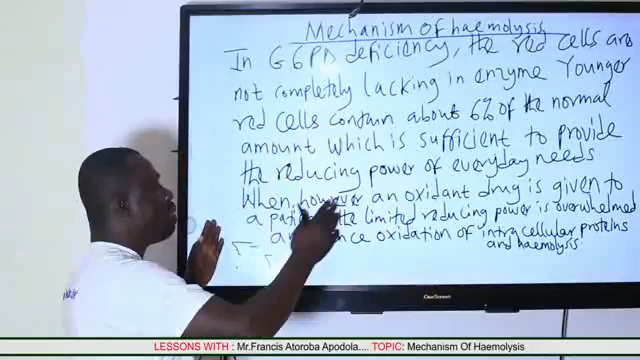 Mechanism of haemolysis
In G6PD deficiency, the red cells are
not completely lacking in enzyme Younger
red cells contain about 6% of the normal
amount which is sufficient to provide
the reducing power of everyday needs
When, however an oxidant drug is given to
a the limited reducing power is overwhelmed
oxidation of intracellular proteins
and haemolysis
LESSONS WITH : Mr.Francis Atoroba Apodola.... TOPIC: Mechanism Of Haemolysis